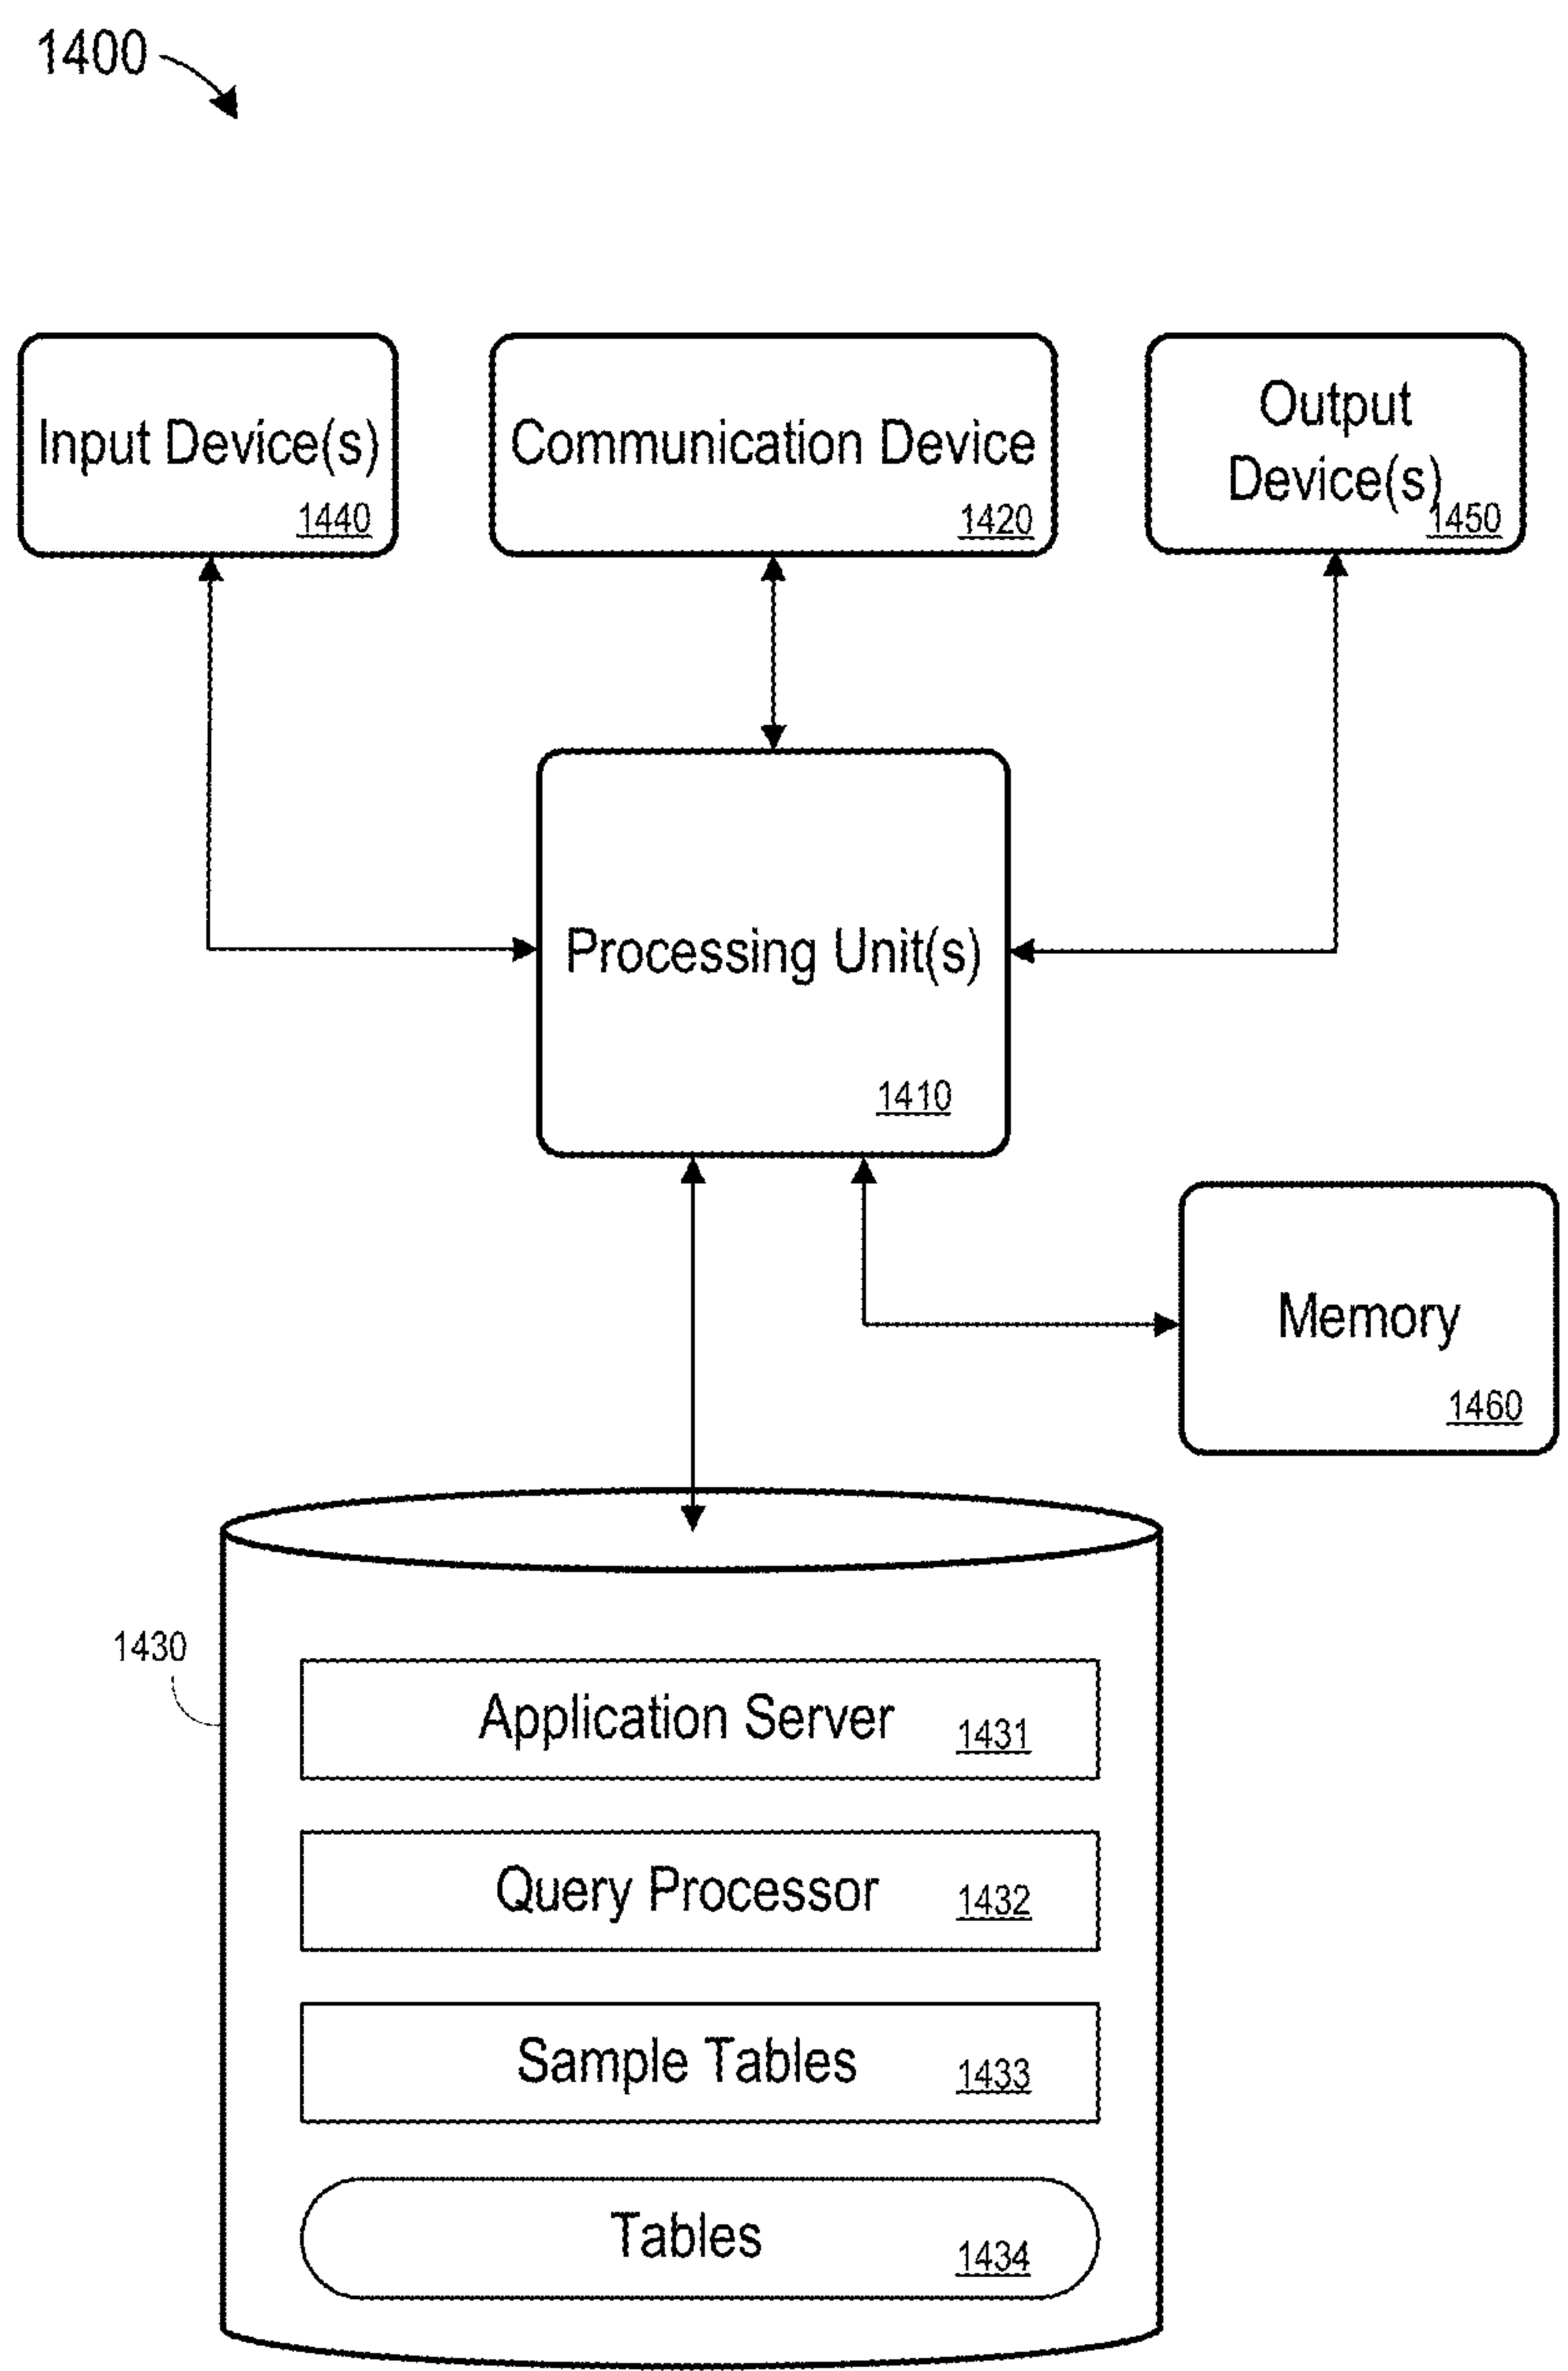 1400
Input Device(s)
1440
Communication Device
1420
Output
Device(s)
1450
Processing Unit(s)
1410
Memory
1460
1430
Application Server 1431
Query Processor 1432
Sample Tables 1433
Tables 1434